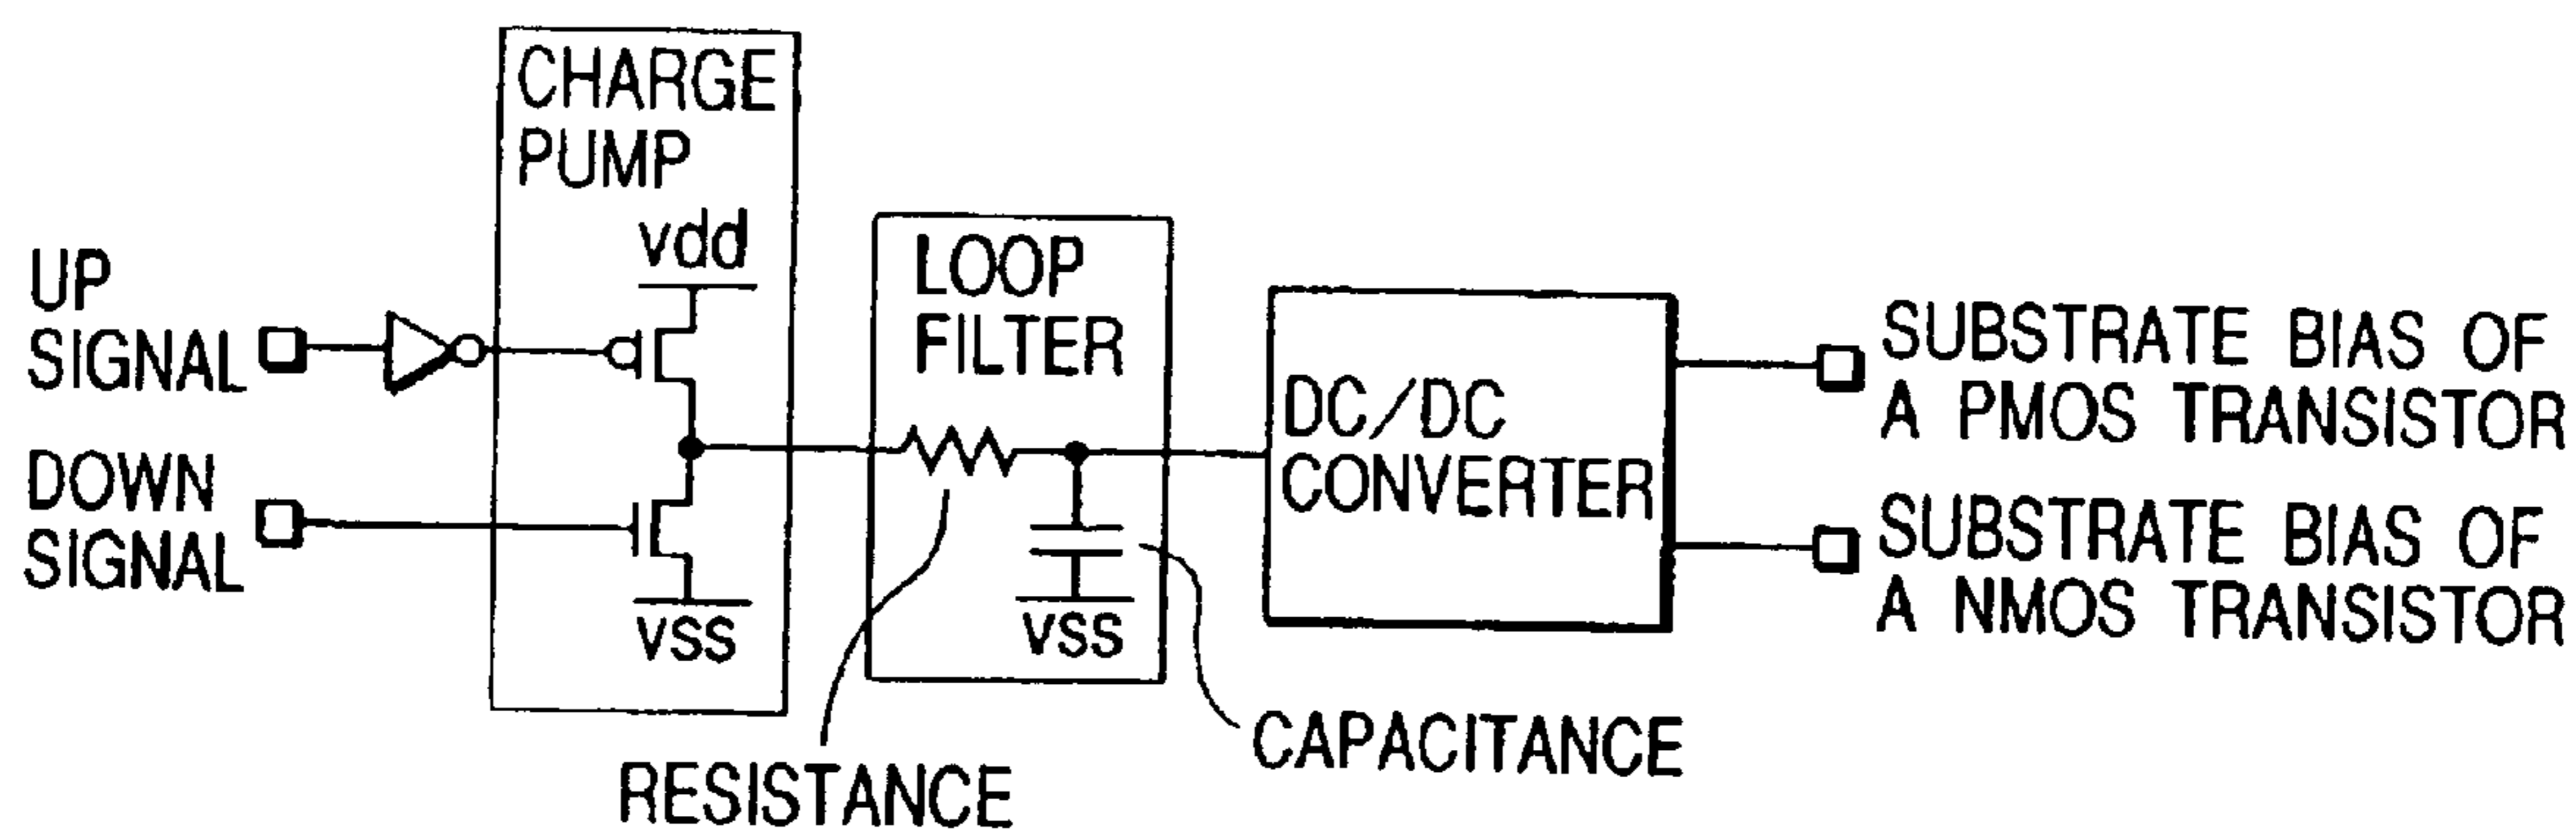 CHARGE
PUMP
vdd
UP
SIGNAL
DOWN
SIGNAL
VSS
LOOP
FILTER
VSS
DC/DC
CONVERTER
SUBSTRATE BIAS OF
A PMOS TRANSISTOR
SUBSTRATE BIAS OF
A NMOS TRANSISTOR
RESISTANCE
CAPACITANCE